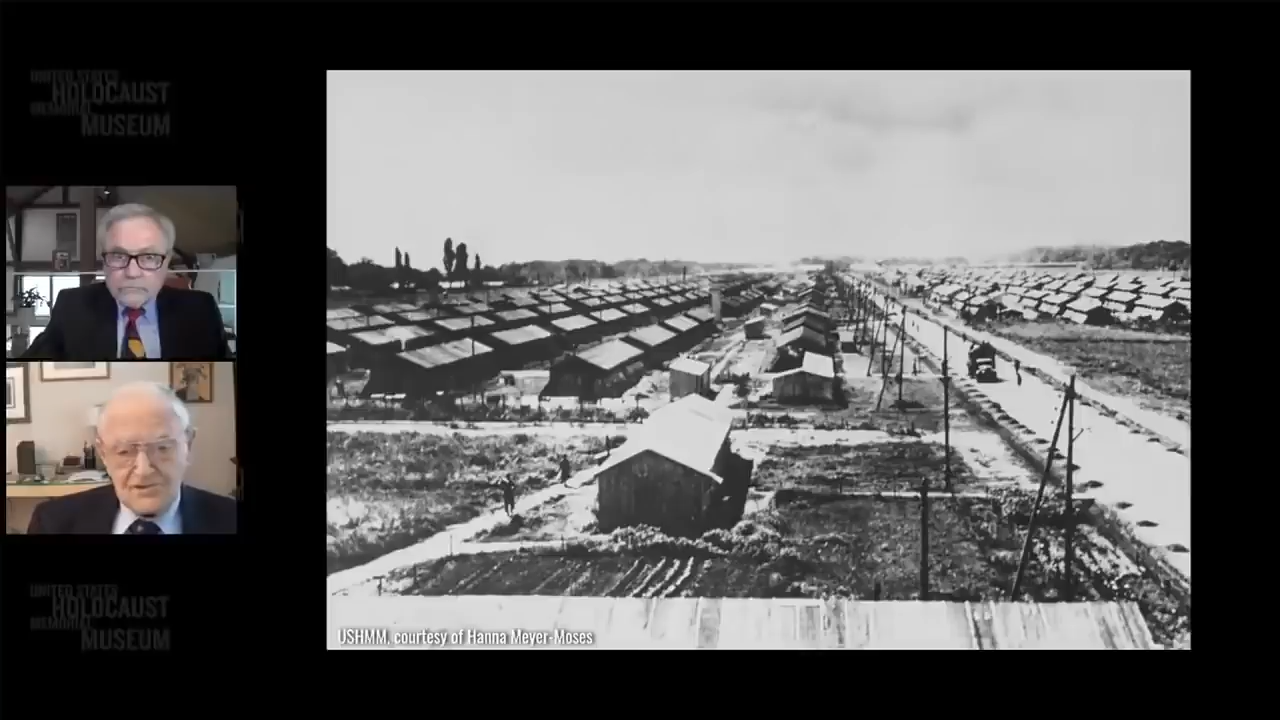 UNITED STATES
HOLOCAUST
MEMORIAL
MUSEUM
USHMM, courtesy of Hanna Meyer-Moses
UNITED STATES
HOLOCAUST
MEMORIAL
MUSEUM